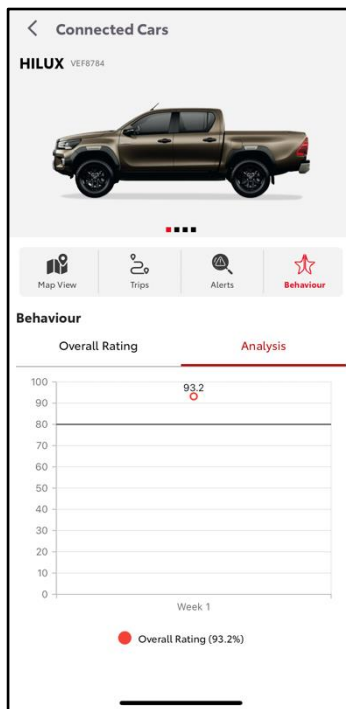 Connected Cars
HILUX VEF8784
Map View Trips Alerts Behaviour
Behaviour
Overall Rating Analysis
100
93.2
90
80
70
60
50
40
30
20
10
0
Week 1
Overall Rating (93.2%)